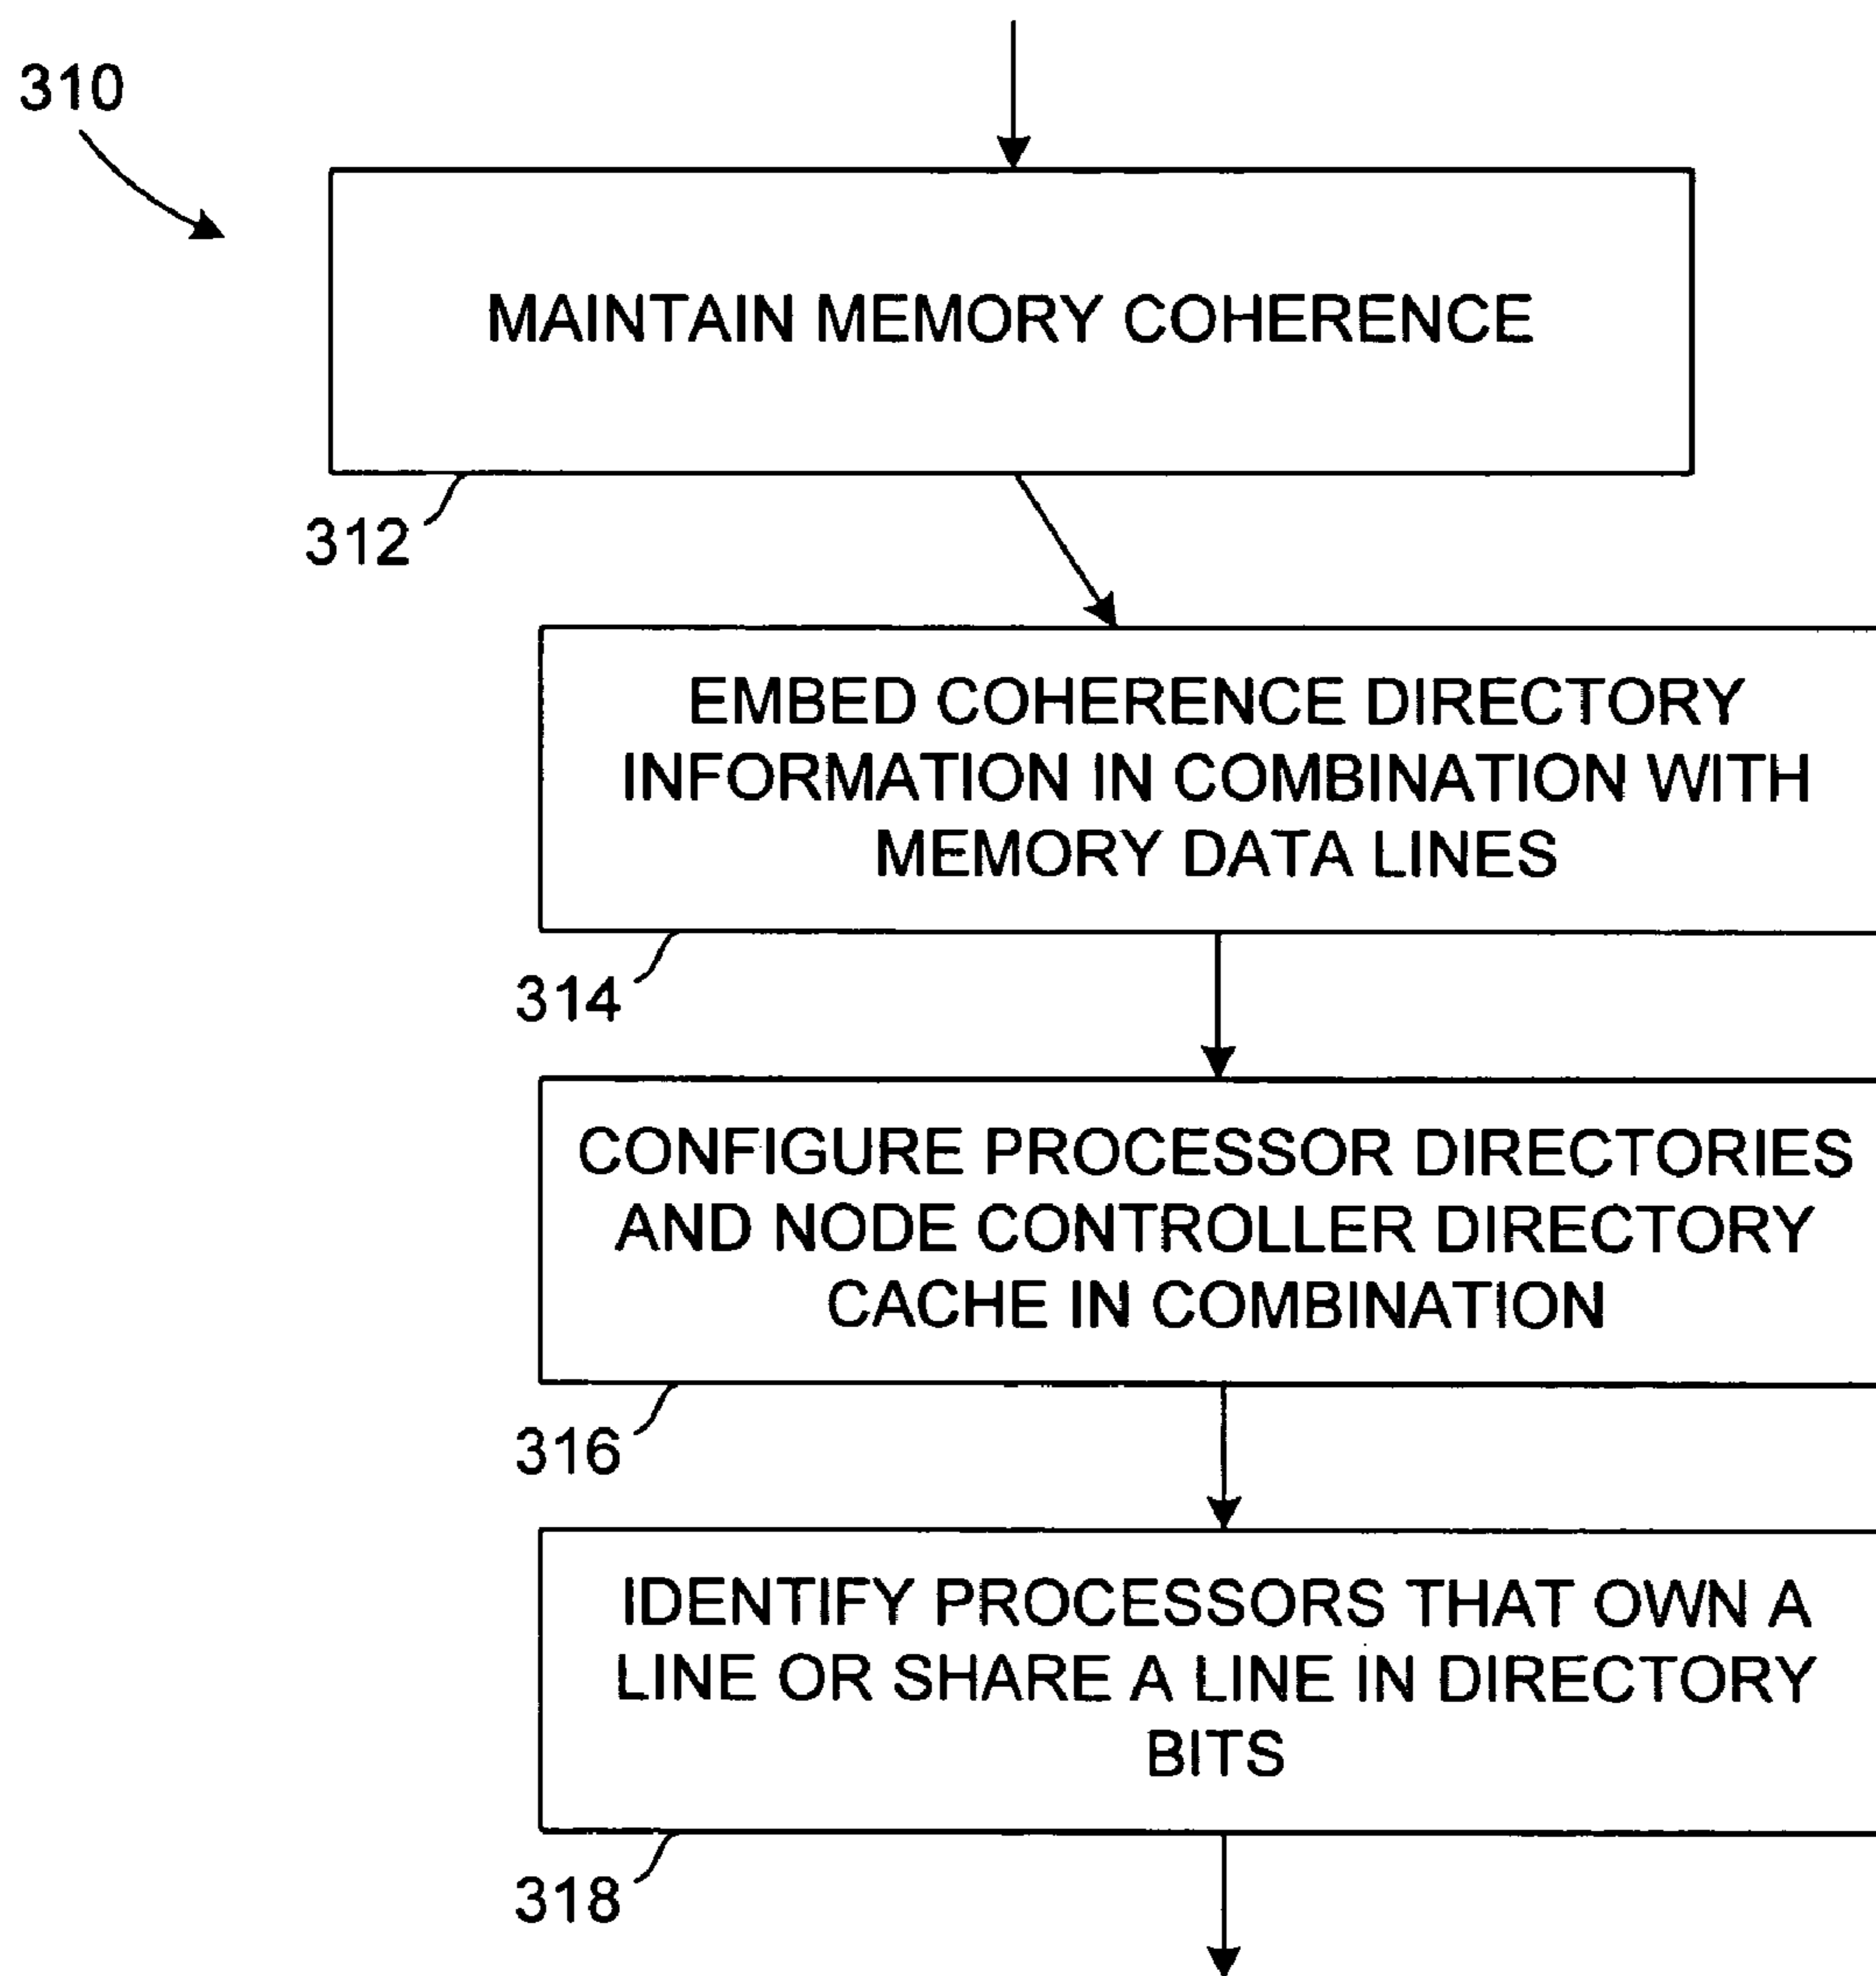 310
MAINTAIN MEMORY COHERENCE
312
EMBED COHERENCE DIRECTORY
INFORMATION IN COMBINATION WITH
MEMORY DATA LINES
314
CONFIGURE PROCESSOR DIRECTORIES
AND NODE CONTROLLER DIRECTORY
CACHE IN COMBINATION
316
IDENTIFY PROCESSORS THAT OWN A
LINE OR SHARE A LINE IN DIRECTORY
BITS
318